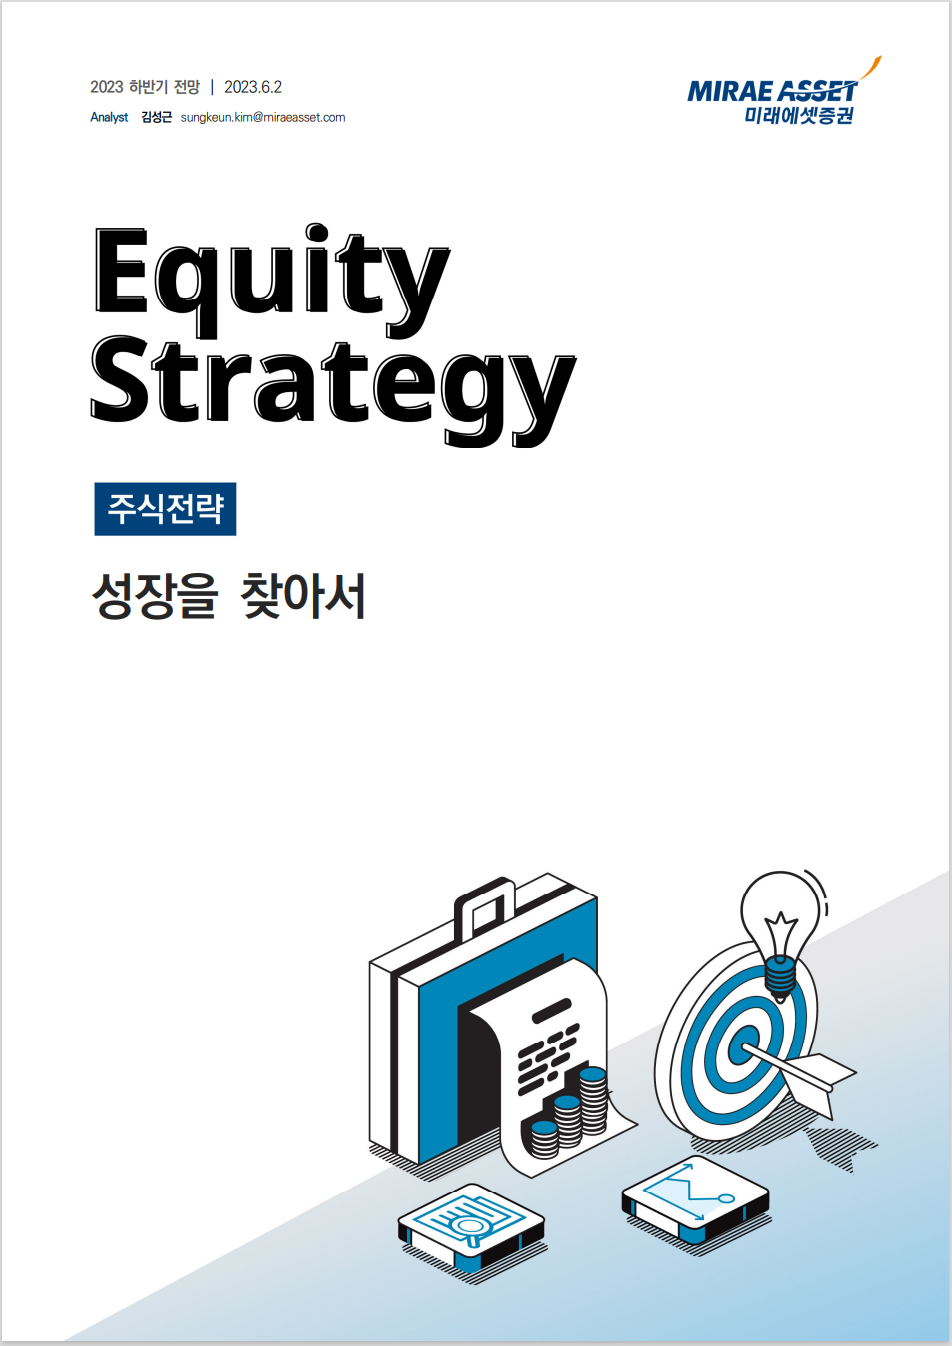 2023 하반기 전망 | 2023.6.2
Analyst 김성근 sungkeun.kim@miraeasset.com
MIRAE ASSET
미래에셋증권
Equity
Strategy
주식전략
성장을 찾아서